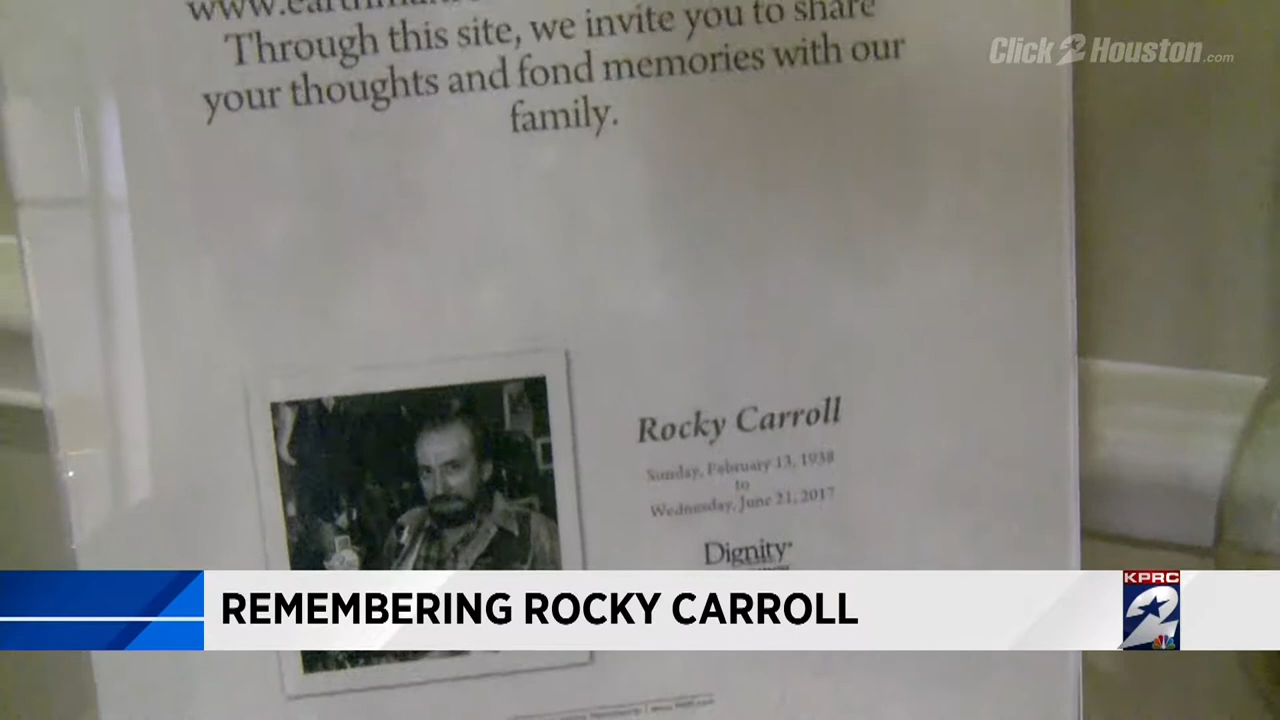 Click2Houston.com
Through this site, we invite you to share
your thoughts and fond memories with our
family.
Rocky Carroll
Sunday, February 13, 1938
to
Wednesday, June 21, 2017
Dignity
REMEMBERING ROCKY CARROLL
KPRC
2